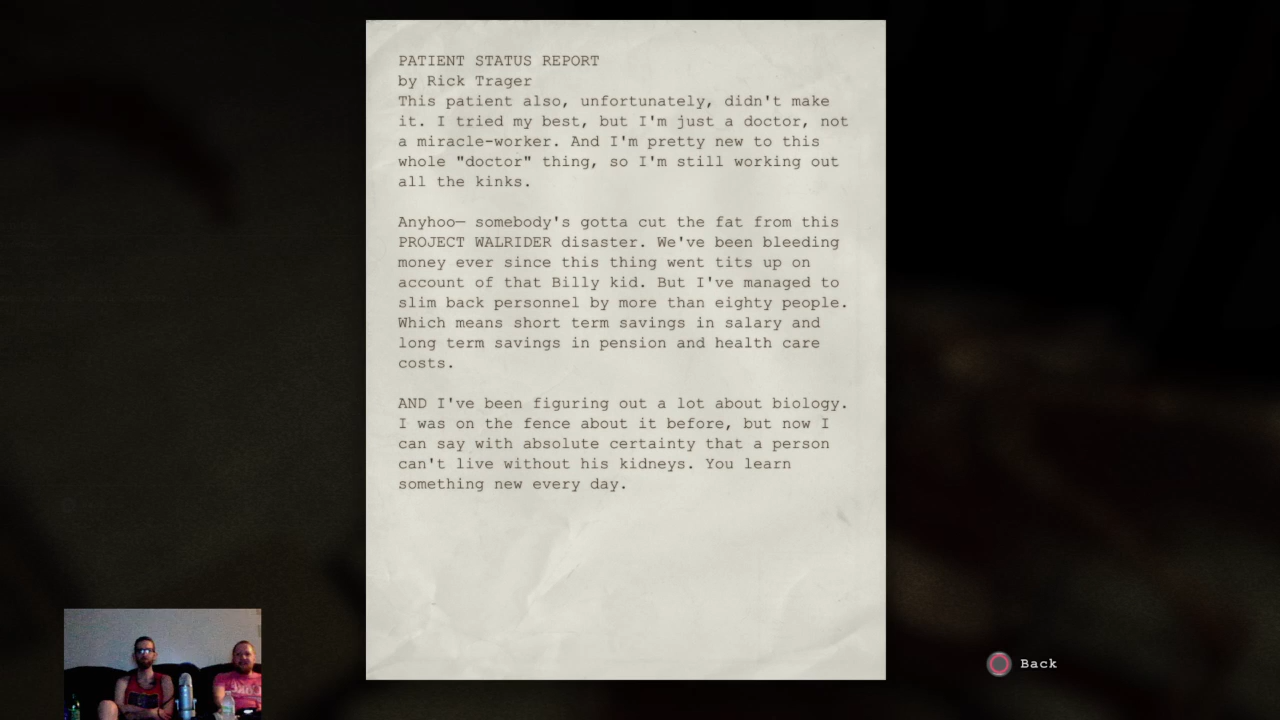 PATIENT STATUS REPORT
by Rick Trager
This patient also, unfortunately, didn't make
it. I tried my best, but I'm just a doctor, not
a miracle-worker. And I'm pretty new to this
whole "doctor" thing, so I'm still working out
all the kinks.
Anyhoo— somebody's gotta cut the fat from this
PROJECT WALRIDER disaster. We've been bleeding
money ever since this thing went tits up on
account of that Billy kid. But I've managed to
slim back personnel by more than eighty people.
Which means short term savings in salary and
long term savings in pension and health care
costs.
AND I've been figuring out a lot about biology.
I was on the fence about it before, but now I
can say with absolute certainty that a person
can't live without his kidneys. You learn
something new every day.
Back